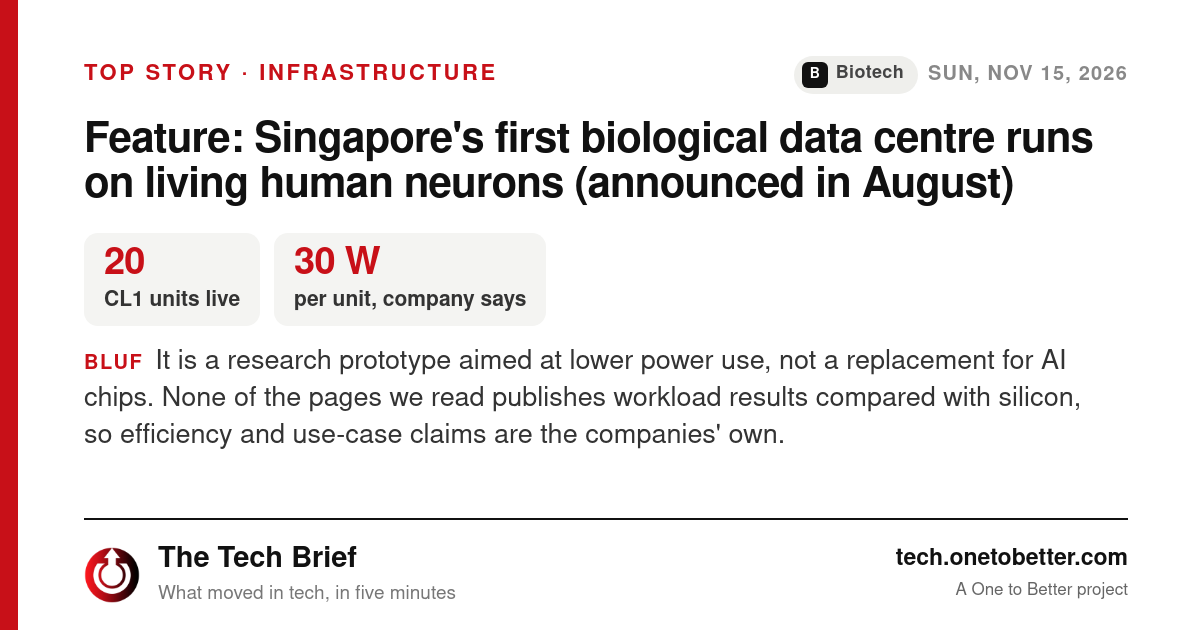 TOP STORY · INFRASTRUCTURE
B Biotech SUN, NOV 15, 2026
Feature: Singapore's first biological data centre runs
on living human neurons (announced in August)
20
CL1 units live
30 W
per unit, company says
BLUF It is a research prototype aimed at lower power use, not a replacement for AI
chips. None of the pages we read publishes workload results compared with silicon,
so efficiency and use-case claims are the companies' own.
The Tech Brief
What moved in tech, in five minutes
tech.onetobetter.com
A One to Better project